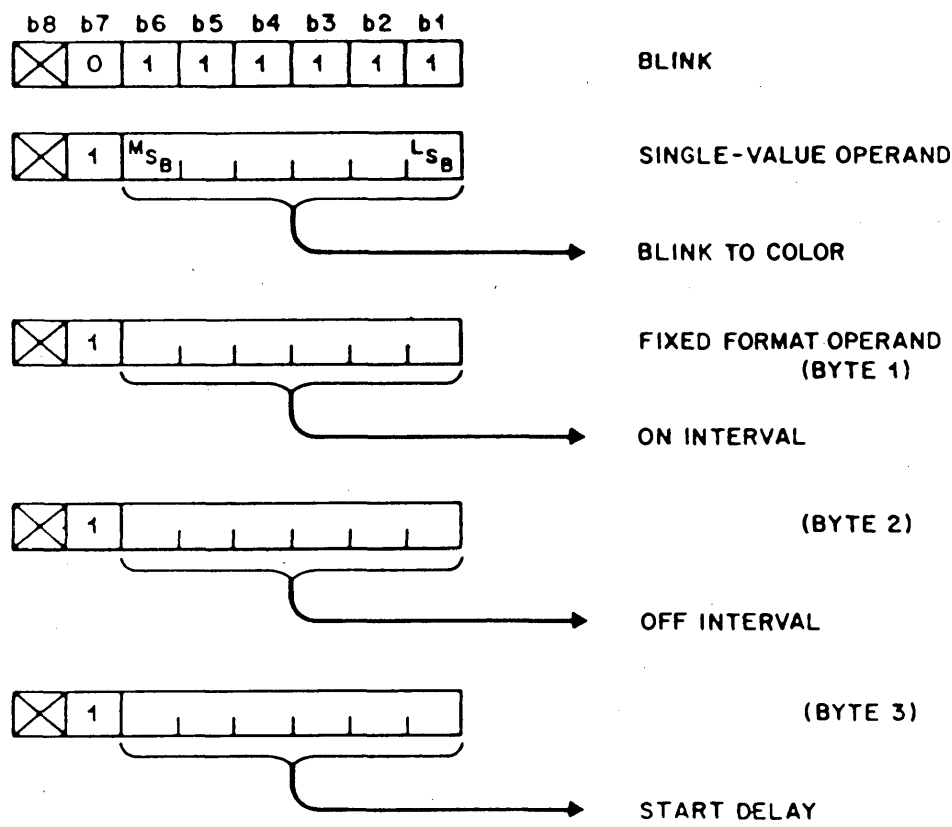 b8 b7 b6 b5 b4 b3 b2 b1
0 1 1 1 1 1 1 BLINK
1 MSB LSB SINGLE-VALUE OPERAND
BLINK TO COLOR
1 FIXED FORMAT OPERAND
(BYTE 1)
ON INTERVAL
1 (BYTE 2)
OFF INTERVAL
1 (BYTE 3)
START DELAY